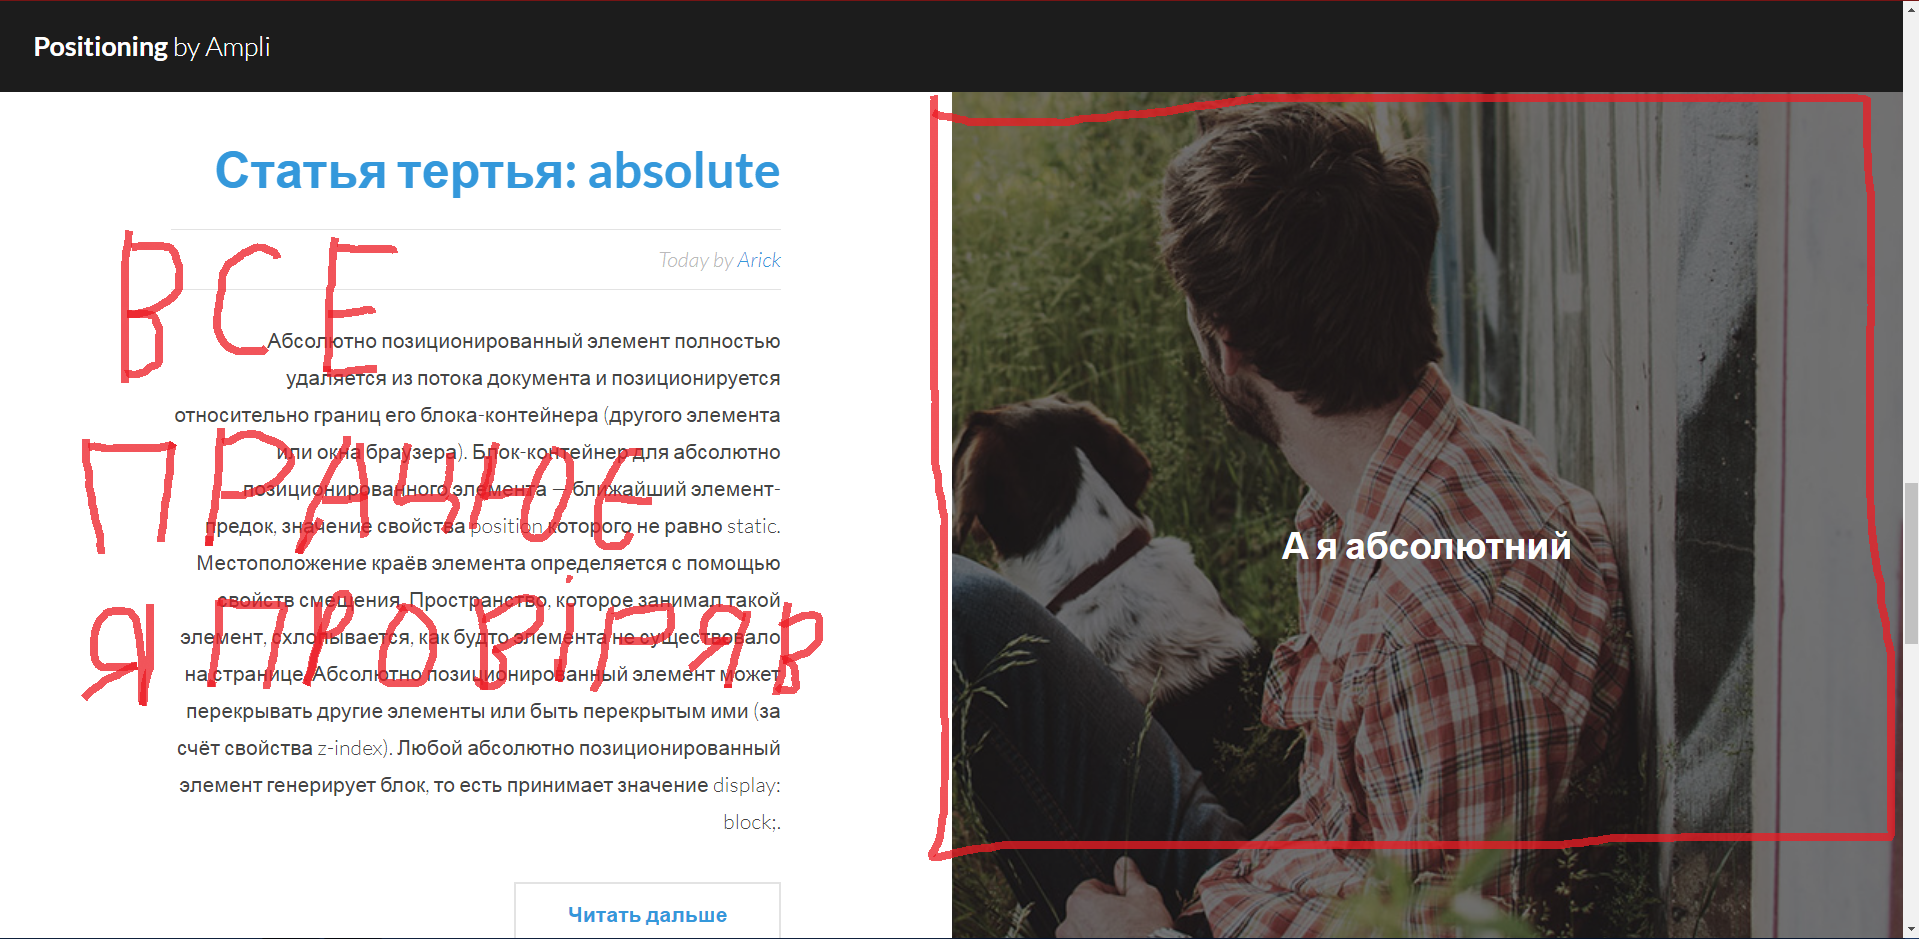 Positioning by Ampli
Статья тертья: absolute
Today by Arick
Абсолютно позиционированный элемент полностью
удаляется из потока документа и позиционируется
относительно границ его блока-контейнера (другого элемента
или окна браузера). Блок-контейнер для абсолютно
позиционированного элемента — ближайший элемент-
предок, значение свойства position которого не равно static.
Местоположение краёв элемента определяется с помощью
свойств смещения. Пространство, которое занимал такой
элемент, схлопывается, как будто элемента не существовало
на странице. Абсолютно позиционированный элемент может
перекрывать другие элементы или быть перекрытым ими (за
счёт свойства z-index). Любой абсолютно позиционированный
элемент генерирует блок, то есть принимает значение display:
block;.
Читать дальше
ВСЕ
ПРАЦЮЄ
Я ПРОВІРЯВ
А я абсолютний